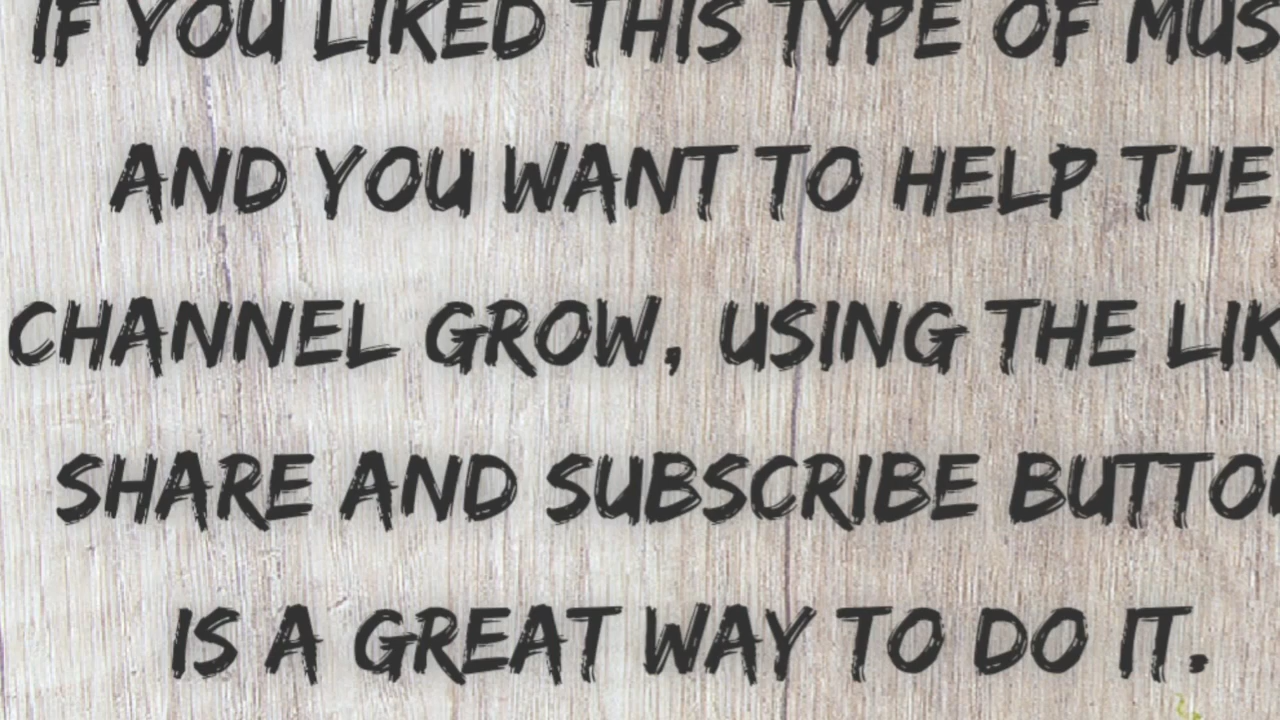 IF YOU LIKED THIS TYPE OF MUS
AND YOU WANT TO HELP THE
CHANNEL GROW, USING THE LIK
SHARE AND SUBSCRIBE BUTTO
IS A GREAT WAY TO DO IT.